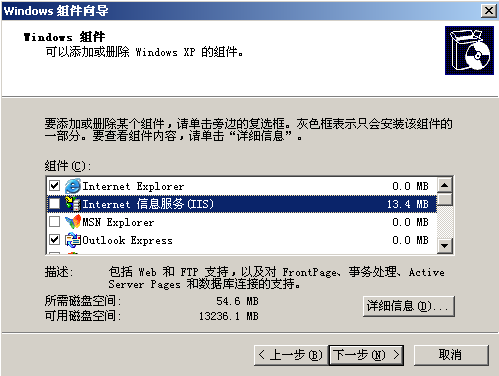 Windows 组件向导
Windows 组件
可以添加或删除 Windows XP 的组件。
要添加或删除某个组件，请单击旁边的复选框。灰色框表示只会安装该组件的
一部分。要查看组件内容，请单击“详细信息”。
组件(C):
Internet Explorer 0.0 MB
Internet 信息服务(IIS) 13.4 MB
MSN Explorer 0.0 MB
Outlook Express 0.0 MB
描述: 包括 Web 和 FTP 支持，以及对 FrontPage、事务处理、Active
Server Pages 和数据库连接的支持。
所需磁盘空间: 54.6 MB
可用磁盘空间: 13236.1 MB
详细信息(D)...
< 上一步(B) 下一步(N) > 取消